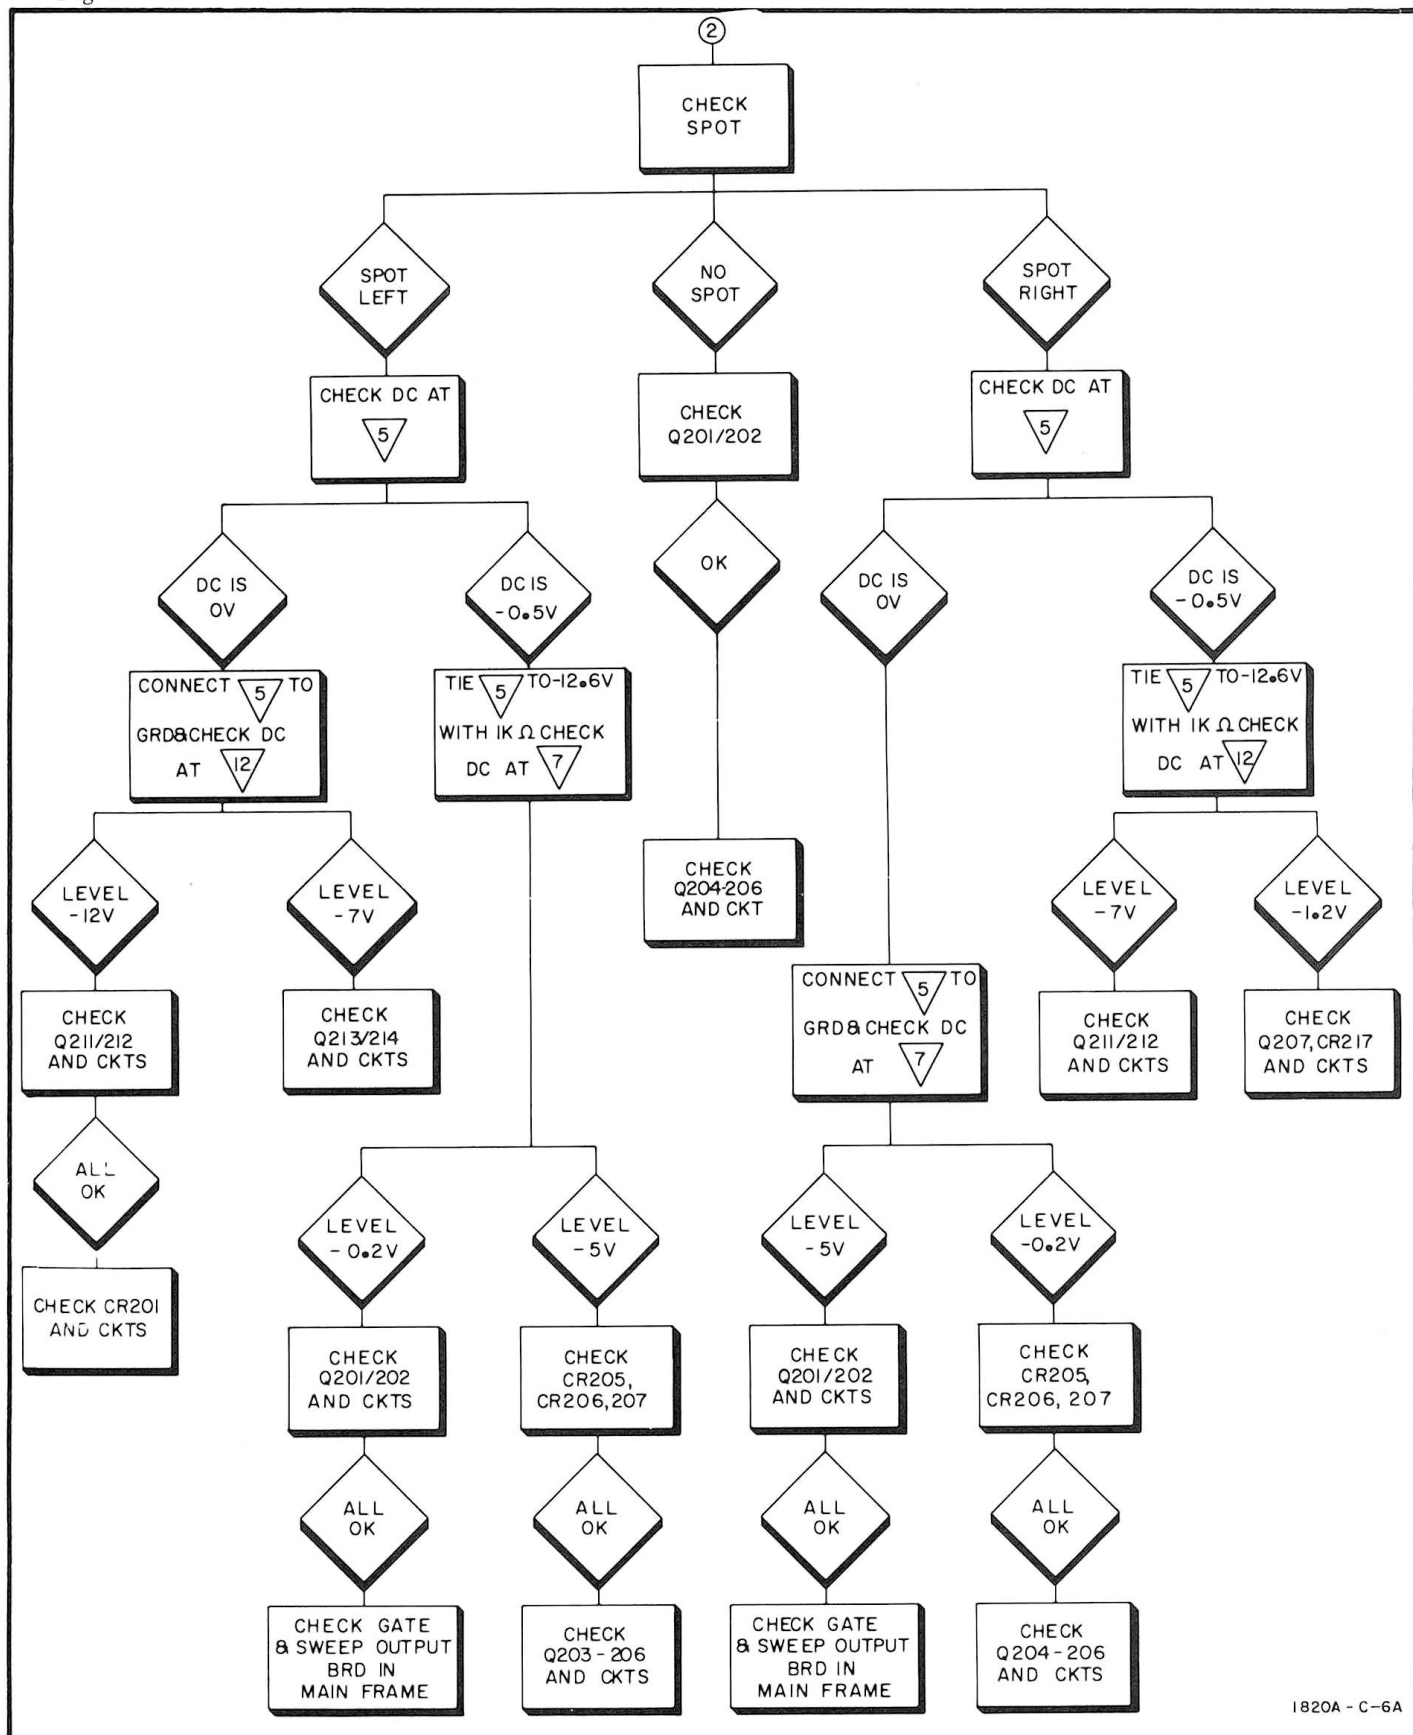 2
CHECK
SPOT
SPOT
LEFT
NO
SPOT
SPOT
RIGHT
CHECK DC AT
5
CHECK
Q201/202
CHECK DC AT
5
DC IS
0V
DC IS
-0.5V
OK
DC IS
0V
DC IS
-0.5V
CONNECT 5 TO
GRD&CHECK DC
AT 12
TIE 5 TO-12.6V
WITH 1K Ω CHECK
DC AT 7
TIE 5 TO-12.6V
WITH 1K Ω CHECK
DC AT 12
LEVEL
-12V
LEVEL
-7V
CHECK
Q204-206
AND CKT
LEVEL
-7V
LEVEL
-1.2V
CHECK
Q211/212
AND CKTS
CHECK
Q213/214
AND CKTS
CONNECT 5 TO
GRD & CHECK DC
AT 7
CHECK
Q211/212
AND CKTS
CHECK
Q207, CR217
AND CKTS
ALL
OK
LEVEL
-0.2V
LEVEL
-5V
LEVEL
-5V
LEVEL
-0.2V
CHECK CR201
AND CKTS
CHECK
Q201/202
AND CKTS
CHECK
CR205,
CR206,207
CHECK
Q201/202
AND CKTS
CHECK
CR205,
CR206, 207
ALL
OK
ALL
OK
ALL
OK
ALL
OK
CHECK GATE
& SWEEP OUTPUT
BRD IN
MAIN FRAME
CHECK
Q203-206
AND CKTS
CHECK GATE
& SWEEP OUTPUT
BRD IN
MAIN FRAME
CHECK
Q204-206
AND CKTS
1820A-C-6A